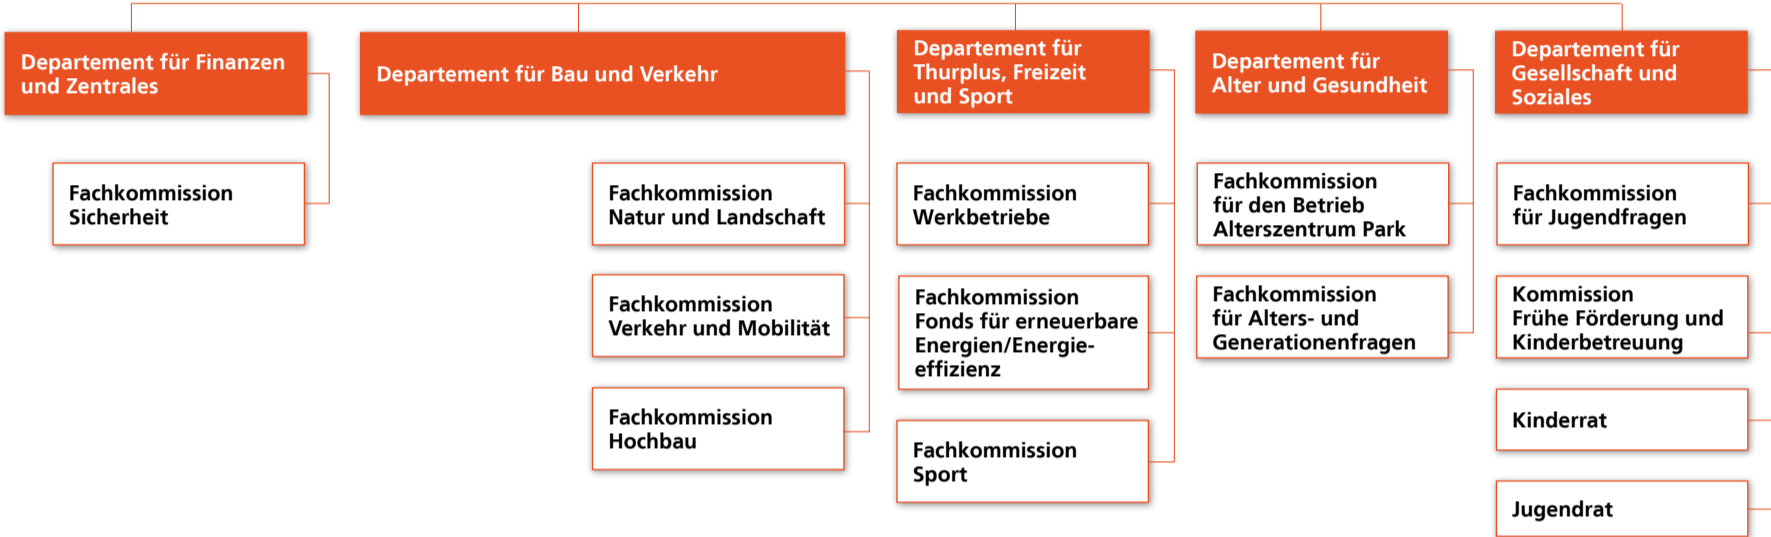 Departement für Finanzen
und Zentrales
Departement für Bau und Verkehr
Departement für
Thurplus, Freizeit
und Sport
Departement für
Alter und Gesundheit
Departement für
Gesellschaft und
Soziales
Fachkommission
Sicherheit
Fachkommission
Natur und Landschaft
Fachkommission
Verkehr und Mobilität
Fachkommission
Hochbau
Fachkommission
Werkbetriebe
Fachkommission
Fonds für erneuerbare
Energien/Energie-
effizienz
Fachkommission
Sport
Fachkommission
für den Betrieb
Alterszentrum Park
Fachkommission
für Alters- und
Generationenfragen
Fachkommission
für Jugendfragen
Kommission
Frühe Förderung und
Kinderbetreuung
Kinderrat
Jugendrat